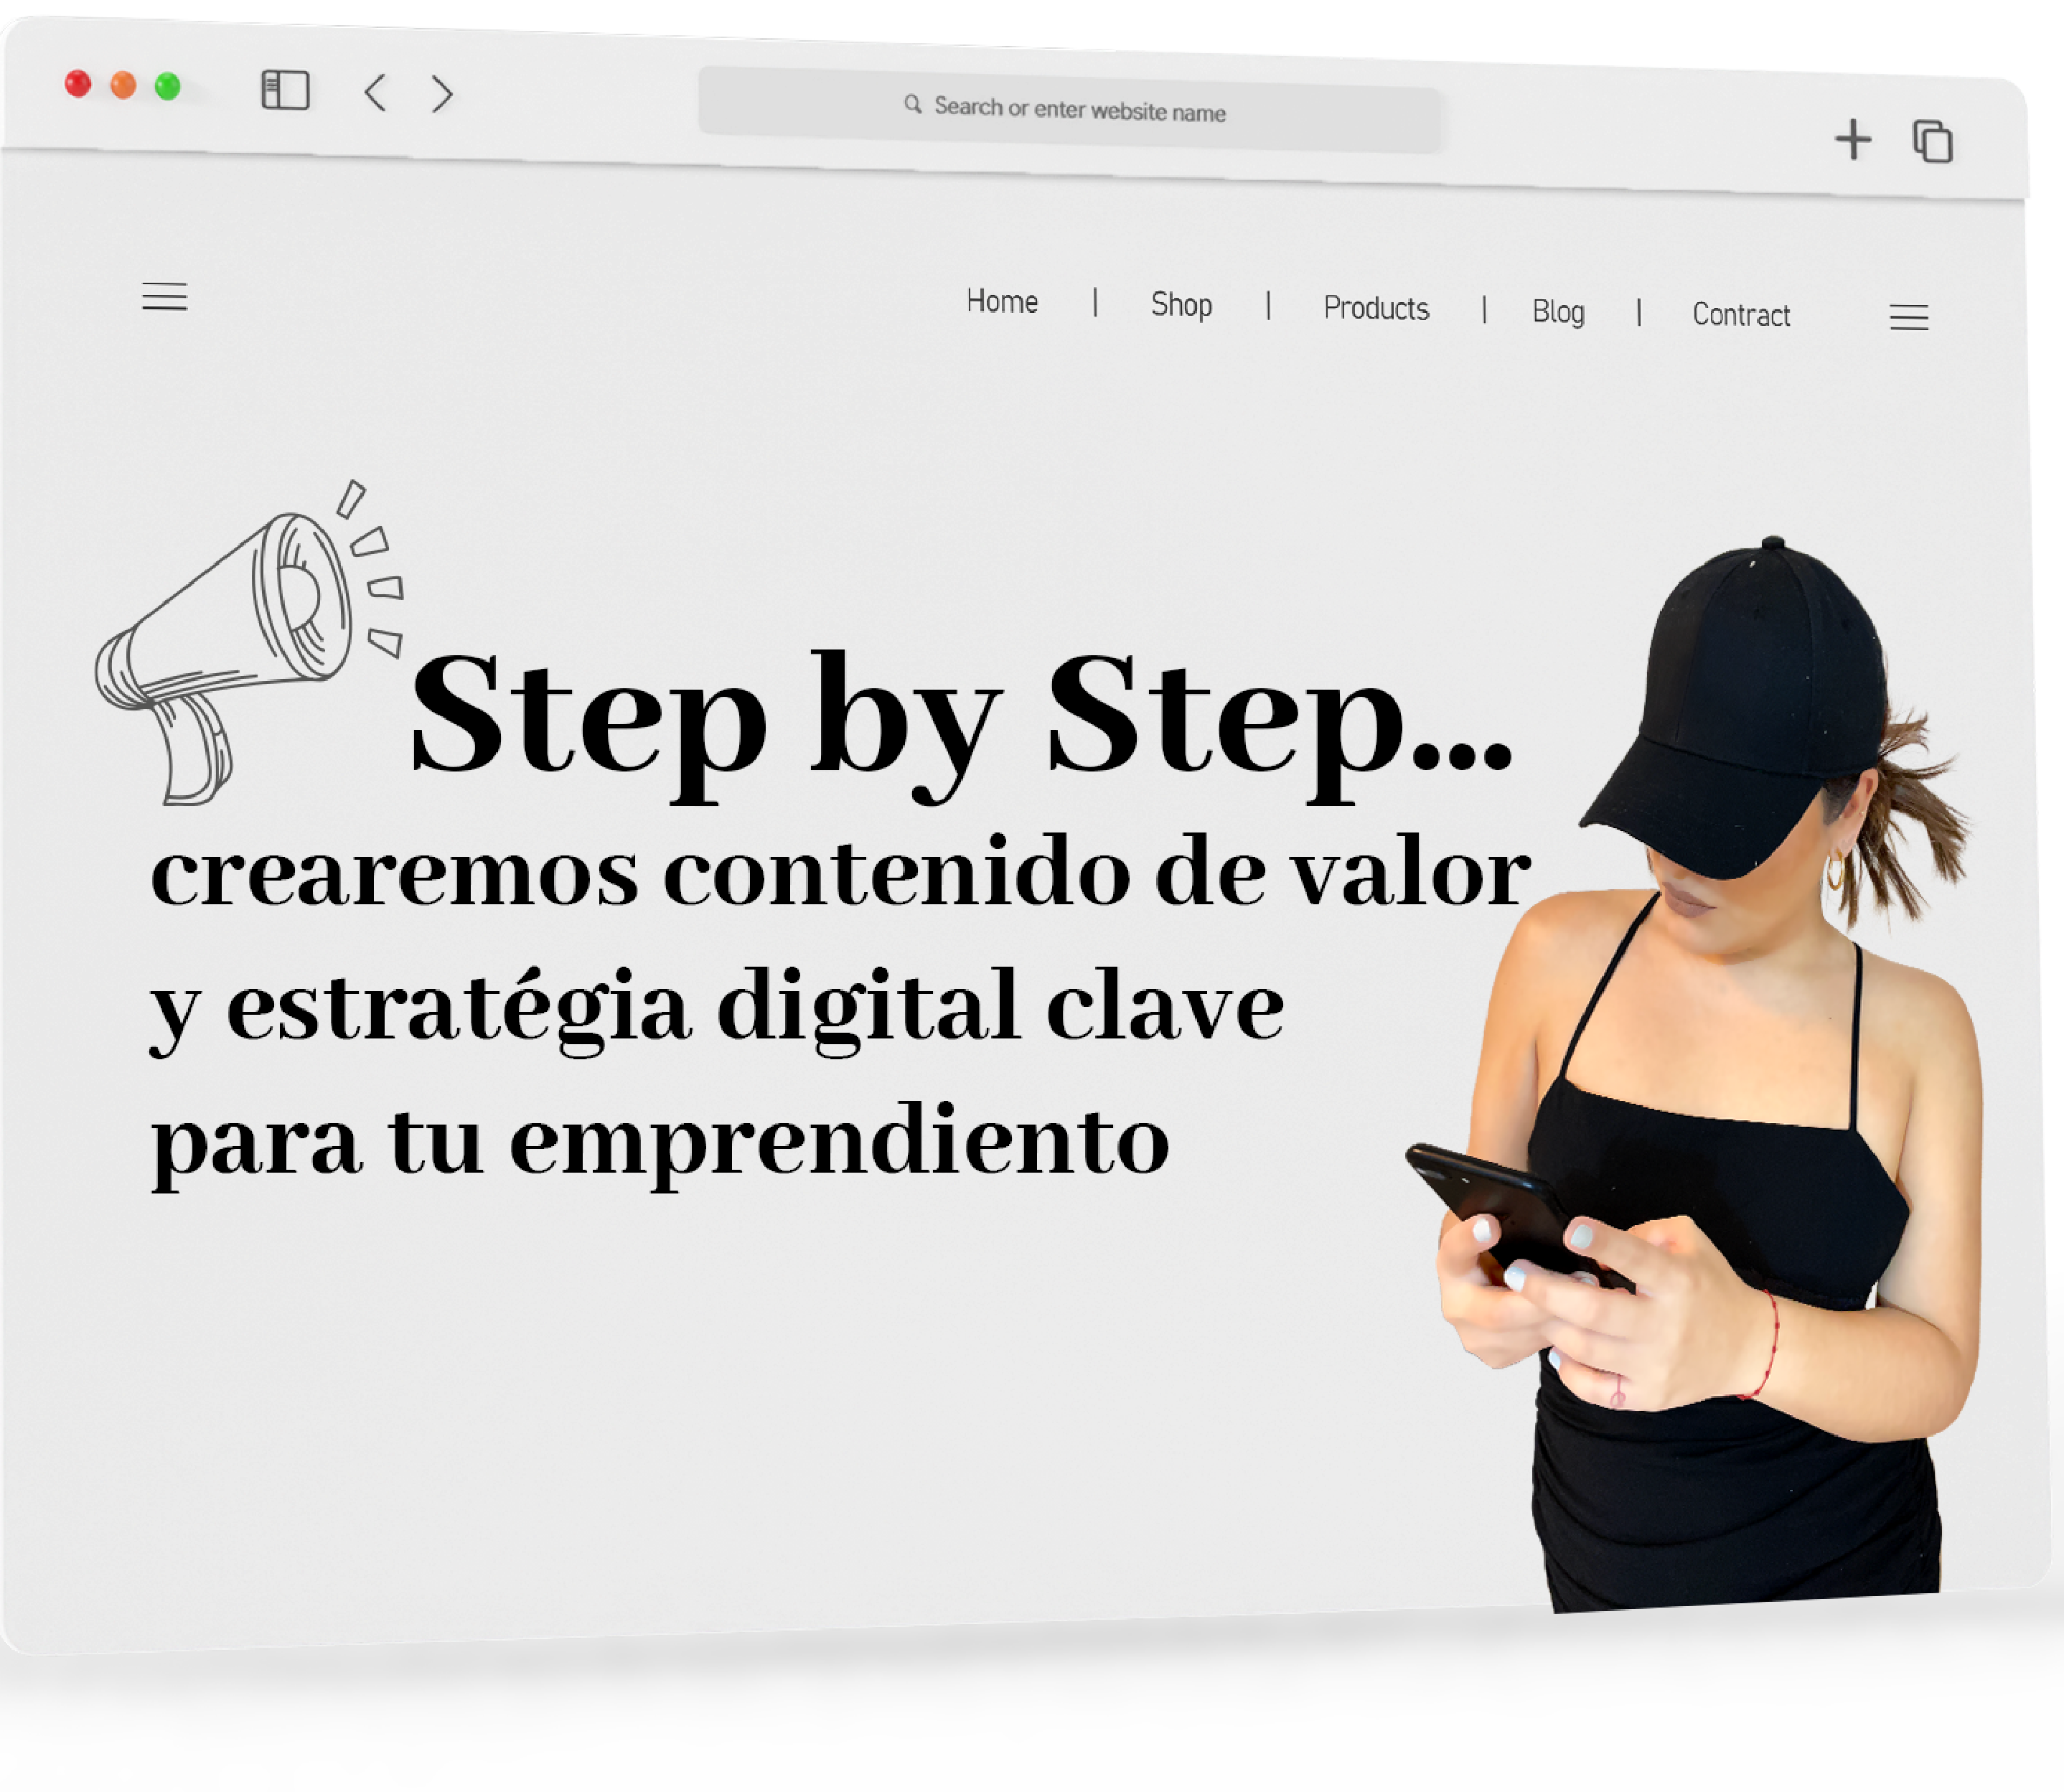 Search or enter website name
Home | Shop | Products | Blog | Contract
Step by Step...
crearemos contenido de valor
y estratégia digital clave
para tu emprendiento